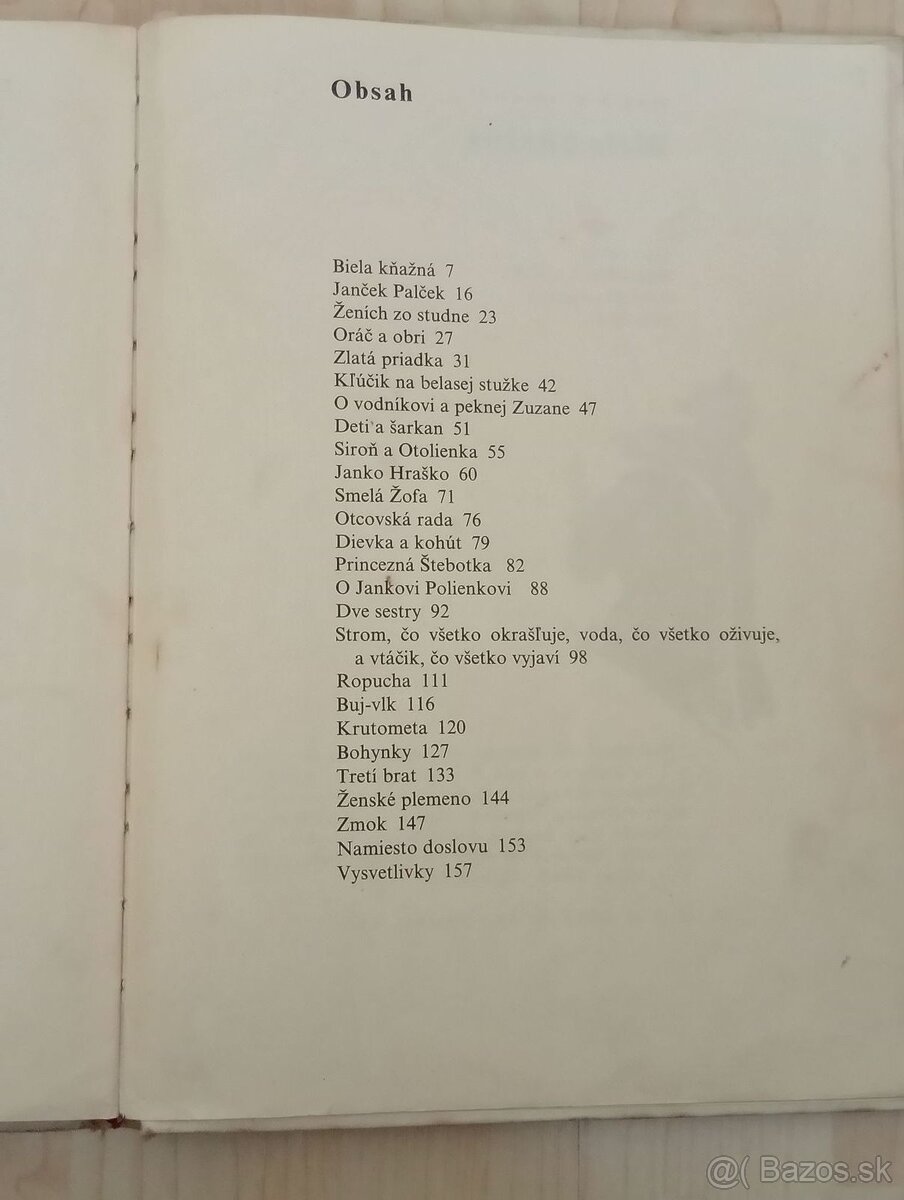 Obsah
Biela kňažná 7
Janček Palček 16
Ženích zo studne 23
Oráč a obri 27
Zlatá priadka 31
Kľúčik na belasej stužke 42
O vodníkovi a peknej Zuzane 47
Deti a šarkan 51
Siroň a Otolienka 55
Janko Hraško 60
Smelá Žofa 71
Otcovská rada 76
Dievka a kohút 79
Princezná Štebotka 82
O Jankovi Polienkovi 88
Dve sestry 92
Strom, čo všetko okrašľuje, voda, čo všetko oživuje,
a vtáčik, čo všetko vyjaví 98
Ropucha 111
Buj-vlk 116
Krutometa 120
Bohynky 127
Tretí brat 133
Ženské plemeno 144
Zmok 147
Namiesto doslovu 153
Vysvetlivky 157
@( Bazos.sk